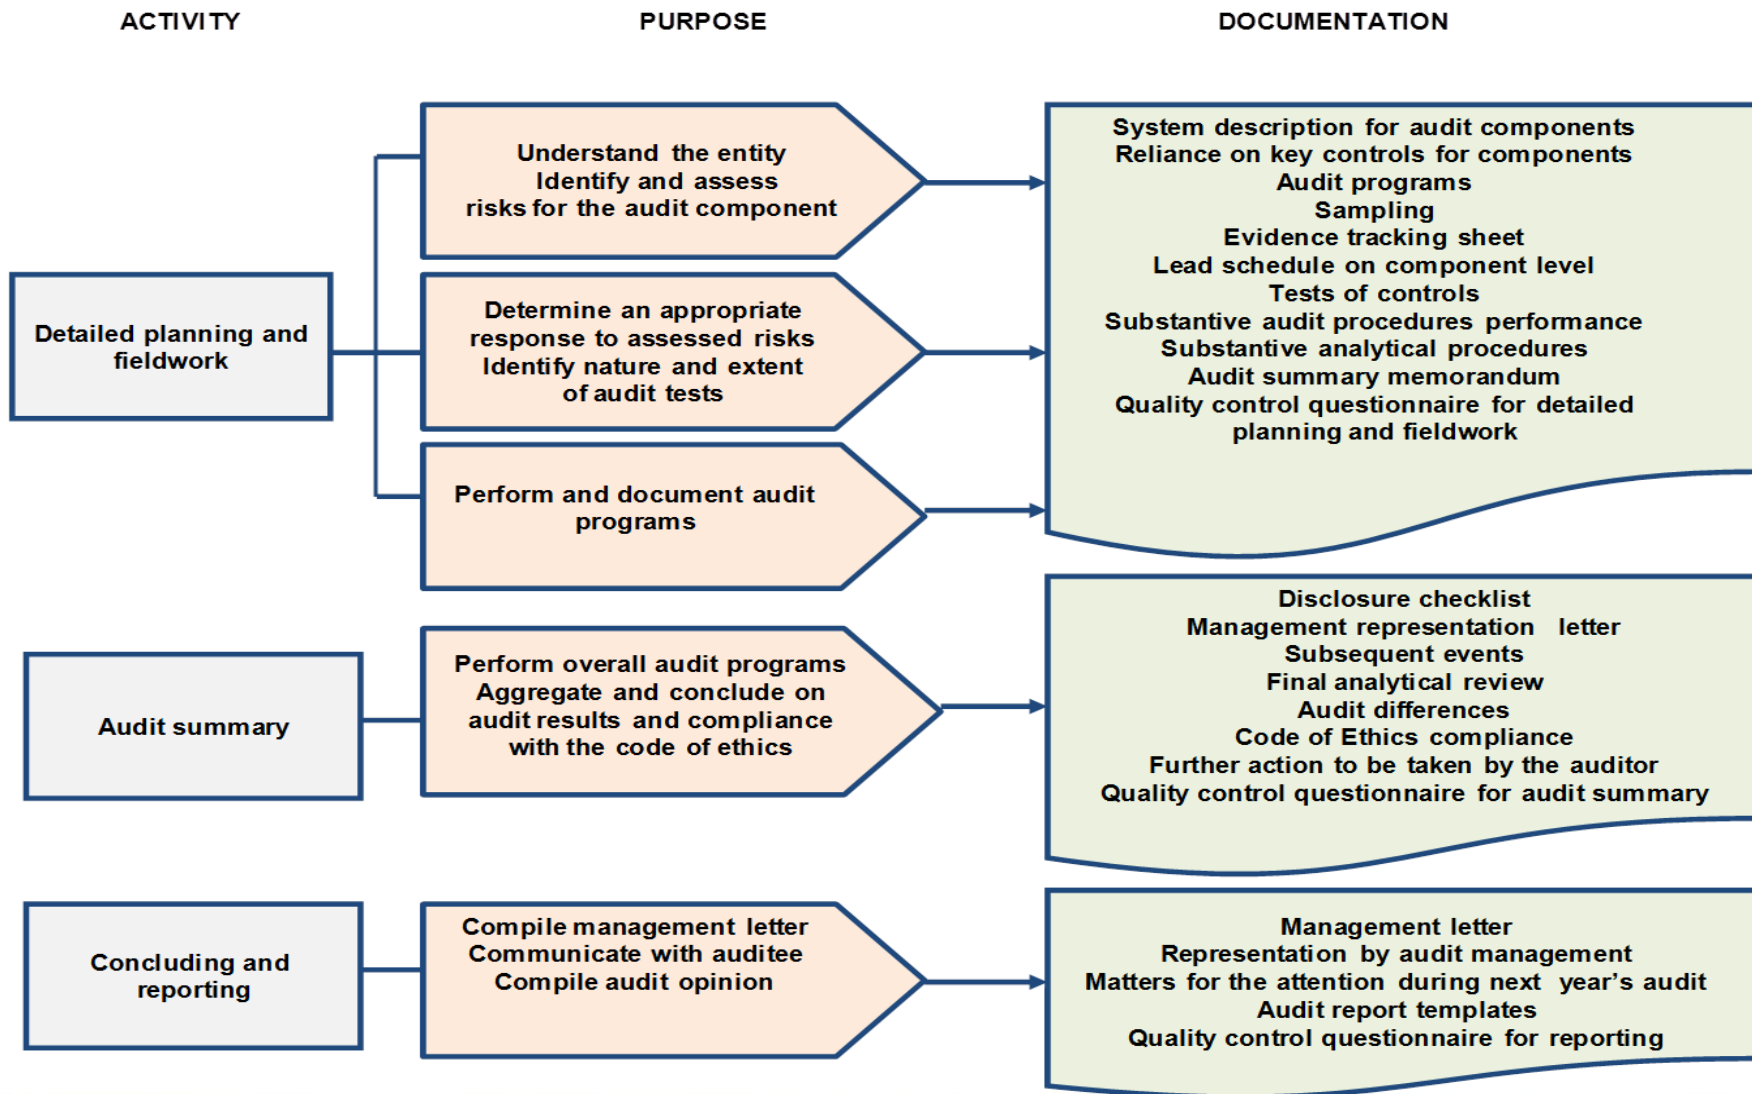 ACTIVITY
PURPOSE
DOCUMENTATION
Detailed planning and
fieldwork
Understand the entity
Identify and assess
risks for the audit component
Determine an appropriate
response to assessed risks
Identify nature and extent
of audit tests
Perform and document audit
programs
System description for audit components
Reliance on key controls for components
Audit programs
Sampling
Evidence tracking sheet
Lead schedule on component level
Tests of controls
Substantive audit procedures performance
Substantive analytical procedures
Audit summary memorandum
Quality control questionnaire for detailed
planning and fieldwork
Audit summary
Perform overall audit programs
Aggregate and conclude on
audit results and compliance
with the code of ethics
Disclosure checklist
Management representation letter
Subsequent events
Final analytical review
Audit differences
Code of Ethics compliance
Further action to be taken by the auditor
Quality control questionnaire for audit summary
Concluding and
reporting
Compile management letter
Communicate with auditee
Compile audit opinion
Management letter
Representation by audit management
Matters for the attention during next year's audit
Audit report templates
Quality control questionnaire for reporting